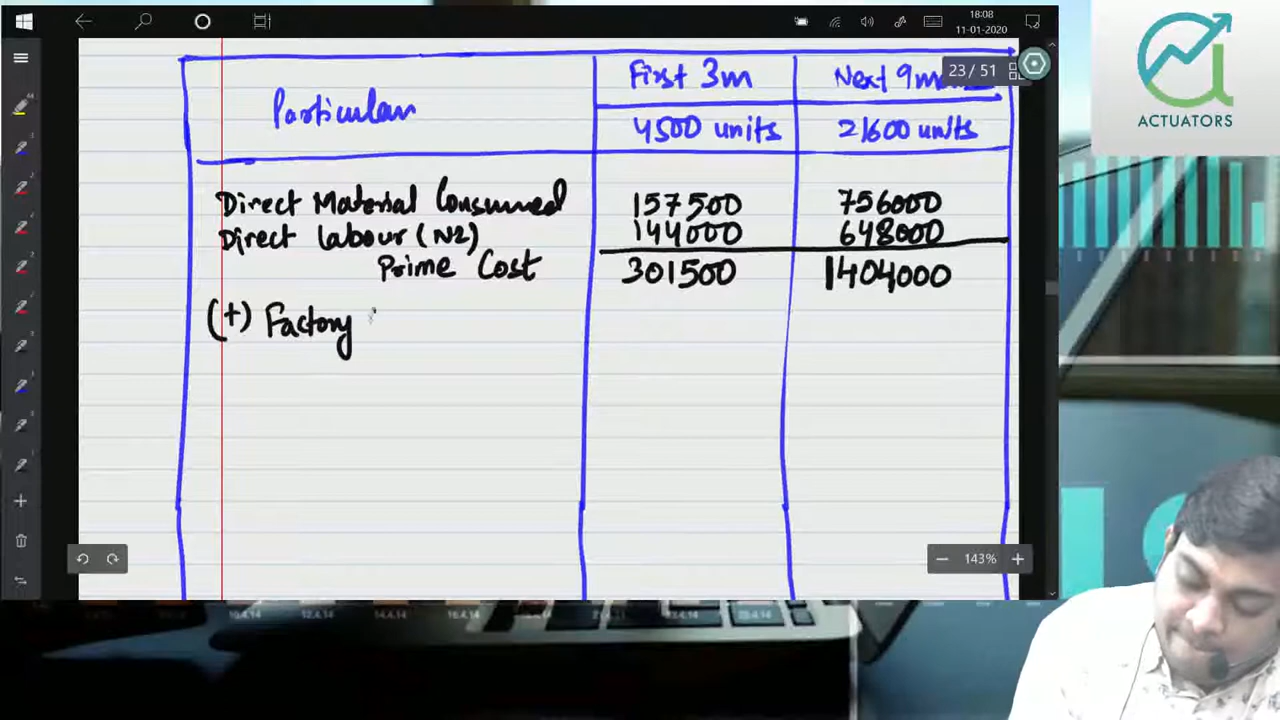 18:08
11-01-2020
23 / 51
ACTUATORS
Particulars First 3m Next 9m
4500 units 21600 units
Direct Material Consumed 157500 756000
Direct labour (N2) 144000 648000
Prime Cost 301500 1404000
(+) Factory
143%